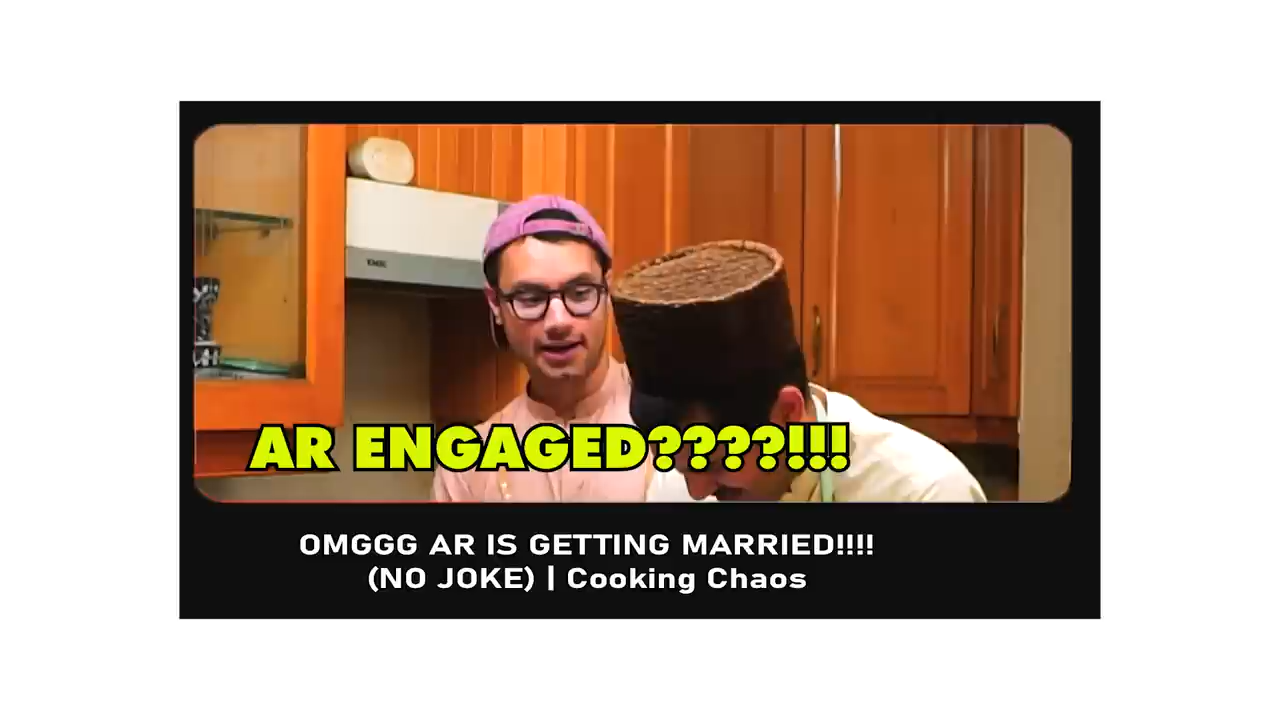 AR ENGAGED????!!!
OMGGG AR IS GETTING MARRIED!!!!
(NO JOKE) | Cooking Chaos